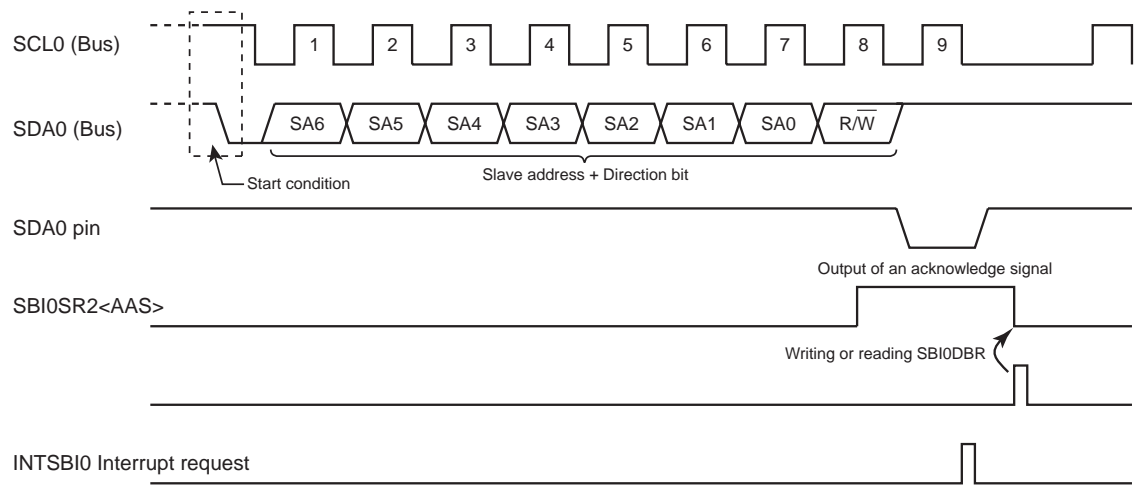 SCL0 (Bus)
1 2 3 4 5 6 7 8 9
SDA0 (Bus)
SA6 SA5 SA4 SA3 SA2 SA1 SA0 R/W̅
Start condition
Slave address + Direction bit
SDA0 pin
Output of an acknowledge signal
SBI0SR2<AAS>
Writing or reading SBI0DBR
INTSBI0 Interrupt request